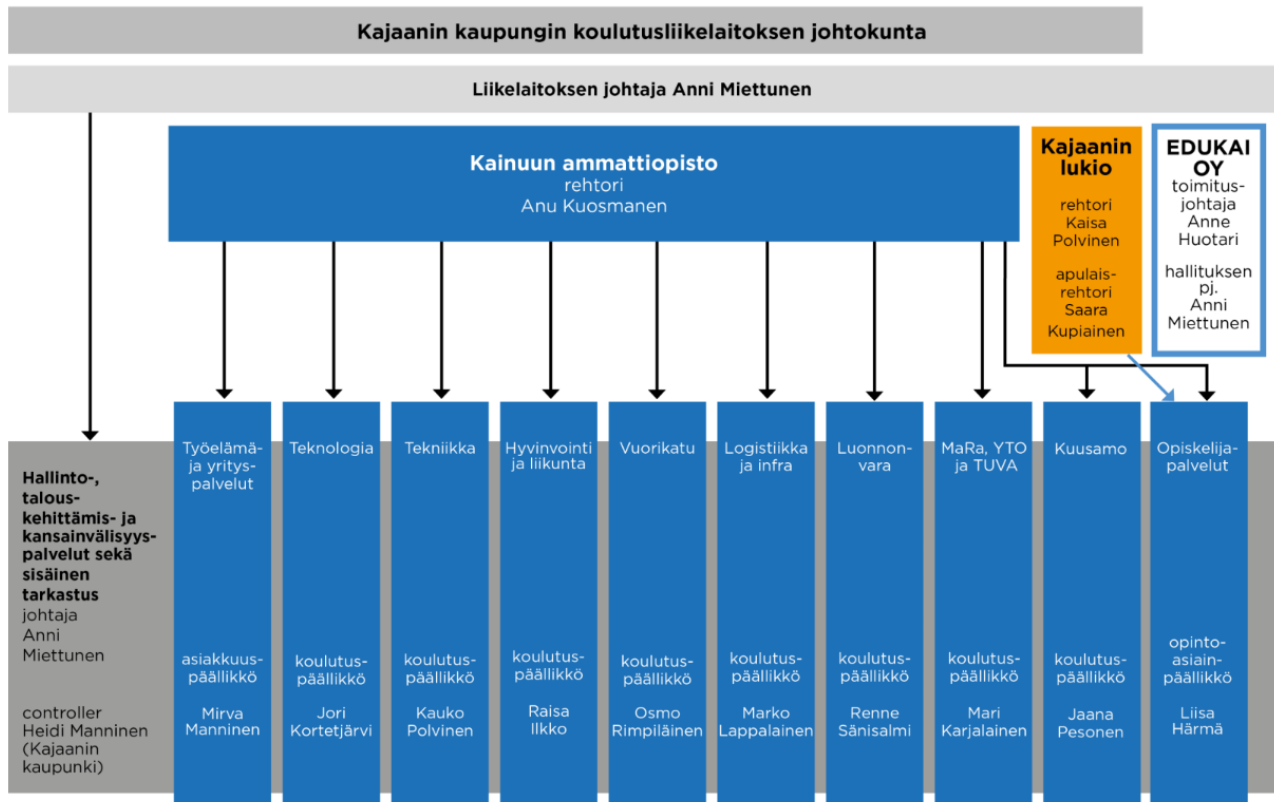 Kajaanin kaupungin koulutusliikelaitoksen johtokunta
Liikelaitoksen johtaja Anni Miettunen
Kainuun ammattiopisto
rehtori
Anu Kuosmanen
Kajaanin
lukio
rehtori
Kaisa
Polvinen
apulais-
rehtori
Saara
Kupiainen
EDUKAI
OY
toimitus-
johtaja
Anne
Huotari
hallituksen
pj.
Anni
Miettunen
Hallinto-,
talous-
kehittämis- ja
kansainvälisyys-
palvelut sekä
sisäinen
tarkastus
johtaja
Anni
Miettunen
controller
Heidi Manninen
(Kajaanin
kaupunki)
Työelämä-
ja yritys-
palvelut
asiakkuus-
päällikkö
Mirva
Manninen
Teknologia
koulutus-
päällikkö
Jori
Kortetjärvi
Tekniikka
koulutus-
päällikkö
Kauko
Polvinen
Hyvinvointi
ja liikunta
koulutus-
päällikkö
Raisa
Ilkko
Vuorikatu
koulutus-
päällikkö
Osmo
Rimpiläinen
Logistiikka
ja infra
koulutus-
päällikkö
Marko
Lappalainen
Luonnon-
vara
koulutus-
päällikkö
Renne
Sänisalmi
MaRa, YTO
ja TUVA
koulutus-
päällikkö
Mari
Karjalainen
Kuusamo
koulutus-
päällikkö
Jaana
Pesonen
Opiskelija-
palvelut
opinto-
asiain-
päällikkö
Liisa
Härmä